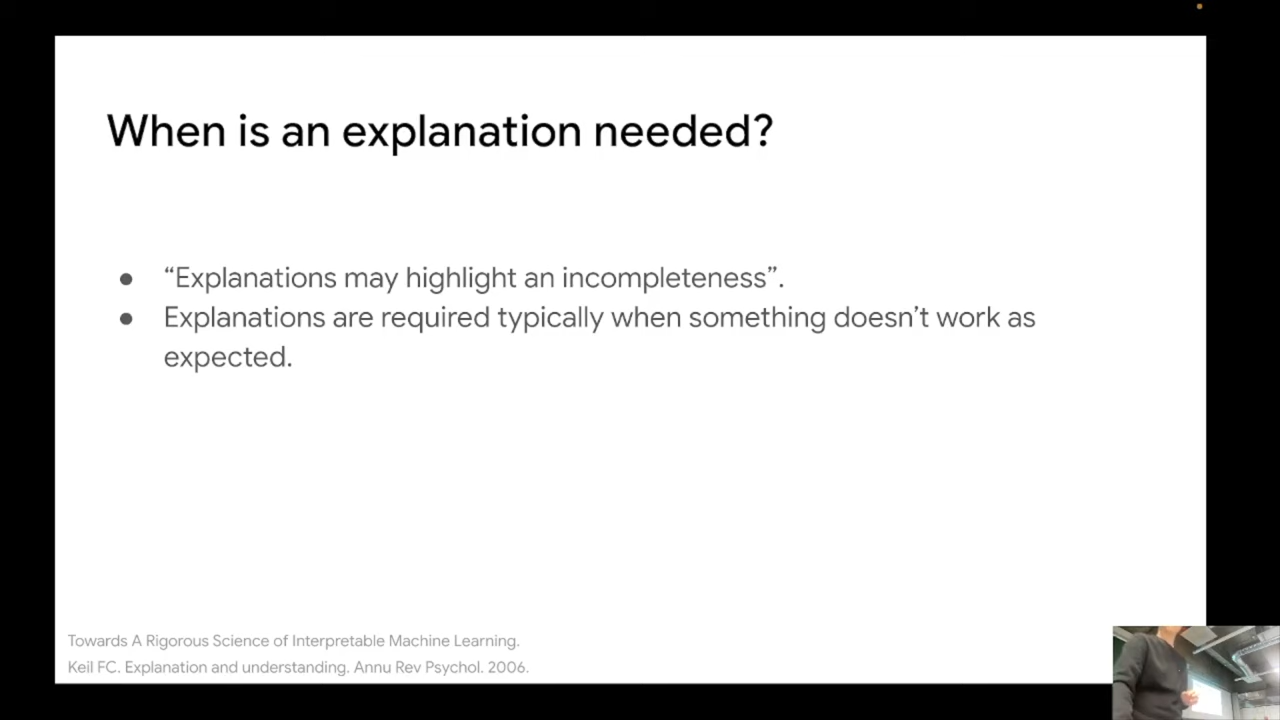 When is an explanation needed?
● “Explanations may highlight an incompleteness”.
● Explanations are required typically when something doesn’t work as
expected.
Towards A Rigorous Science of Interpretable Machine Learning.
Keil FC. Explanation and understanding. Annu Rev Psychol. 2006.